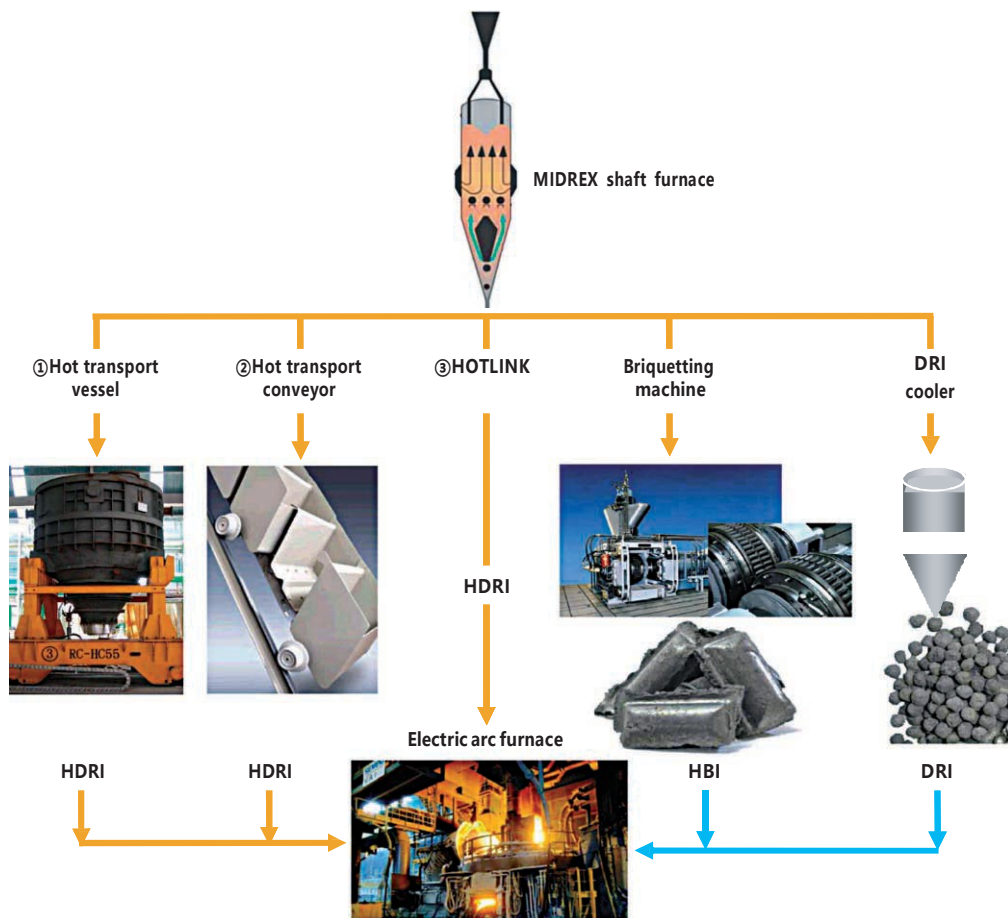 MIDREX shaft furnace
①Hot transport
vessel
②Hot transport
conveyor
③HOTLINK
Briquetting
machine
DRI
cooler
③ RC-HC55
HDRI
Electric arc furnace
HDRI
HDRI
HBI
DRI